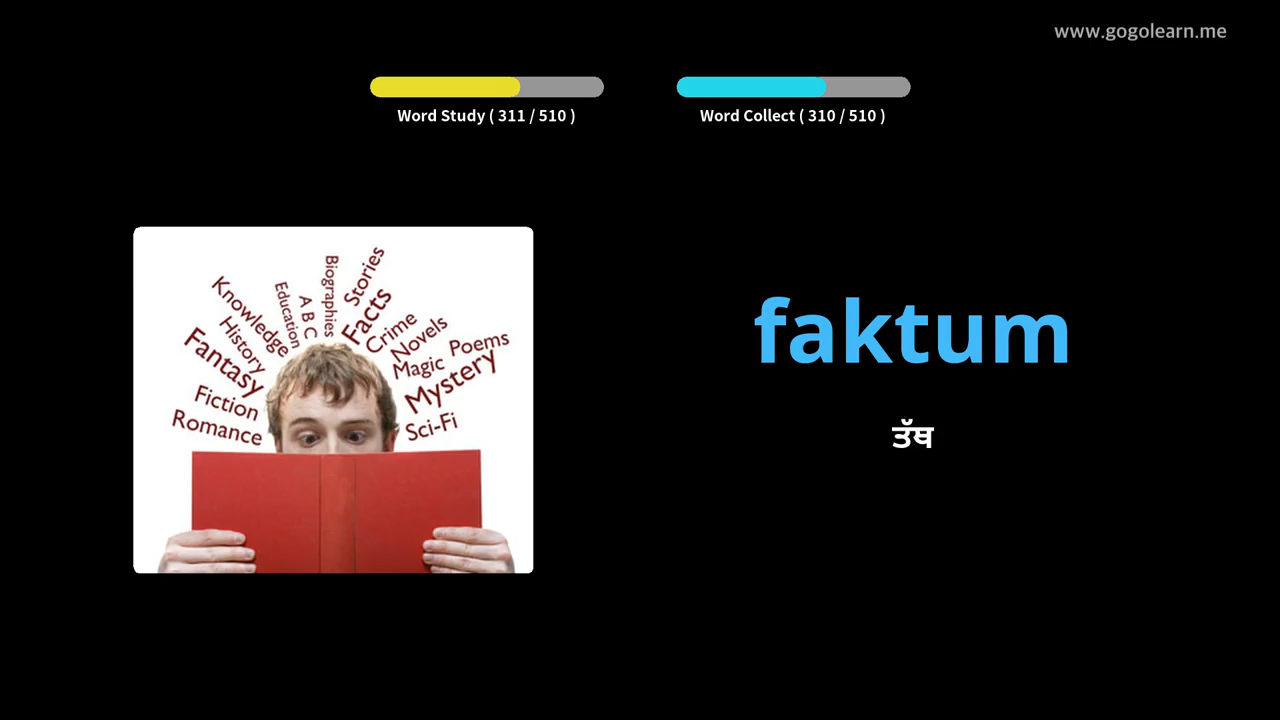 www.gogolearn.me
Word Study ( 311 / 510 )
Word Collect ( 310 / 510 )
Stories
Biographies
Facts
Education
A B C
Knowledge
Crime
Novels
History
Poems
Fantasy
Magic
Mystery
Fiction
Romance
Sci-Fi
faktum
ਤੱਥ